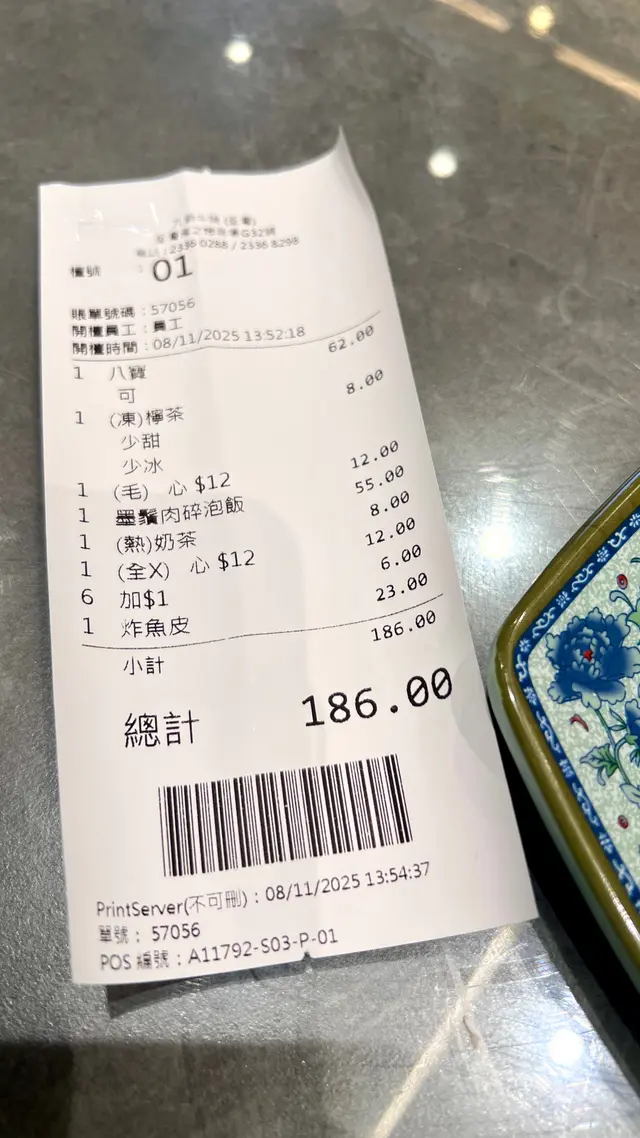 2336 0288 / 2336 8298
檯號 : 01
賬單號碼 : 57056
開檯員工 : 員工
開檯時間 : 08/11/2025 13:52:18
1 八寶 62.00
可
1 (凍)檸茶 8.00
少甜
少冰
1 (毛) 心 $12 12.00
1 墨鬚肉碎泡飯 55.00
1 (熱)奶茶 8.00
1 (全X) 心 $12 12.00
6 加$1 6.00
1 炸魚皮 23.00
小計 186.00
總計 186.00
PrintServer(不可刪) : 08/11/2025 13:54:37
單號 : 57056
POS 編號 : A11792-S03-P-01